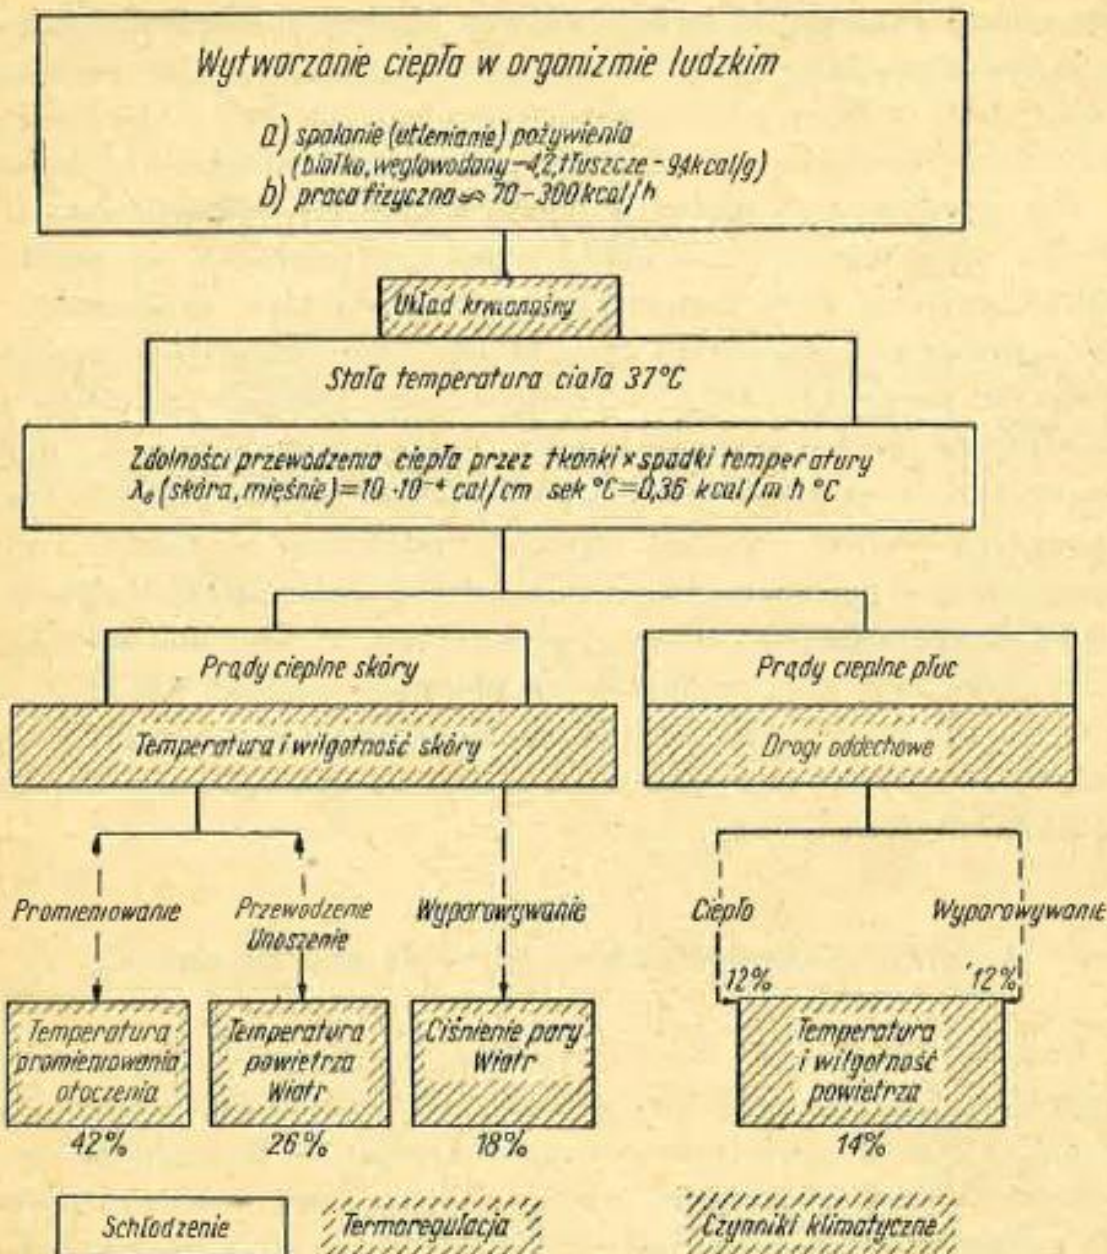 Wytwarzanie ciepła w organizmie ludzkim
a) spalanie (utlenianie) pożywienia
(białko, węglowodany -4,2, tłuszcze - 9,4 kcal/g)
b) praca fizyczna ≈ 70-300 kcal/h
Układ krwionośny
Stała temperatura ciała 37°C
Zdolności przewodzenia ciepła przez tkanki × spadki temperatury
(skóra, mięśnie) = 10 · 10⁻⁴ cal/cm sek °C = 0,36 kcal/m h °C
Prądy cieplne skóry
Prądy cieplne płuc
Temperatura i wilgotność skóry
Drogi oddechowe
Promieniowanie
Przewodzenie
Unoszenie
Wyparowywanie
Ciepło
Wyparowywanie
12%
12%
Temperatura
promieniowania
otoczenia
Temperatura
powietrza
Wiatr
Ciśnienie pary
Wiatr
Temperatura
i wilgotność
powietrza
42%
26%
18%
14%
Schłodzenie
Termoregulacja
Czynniki klimatyczne